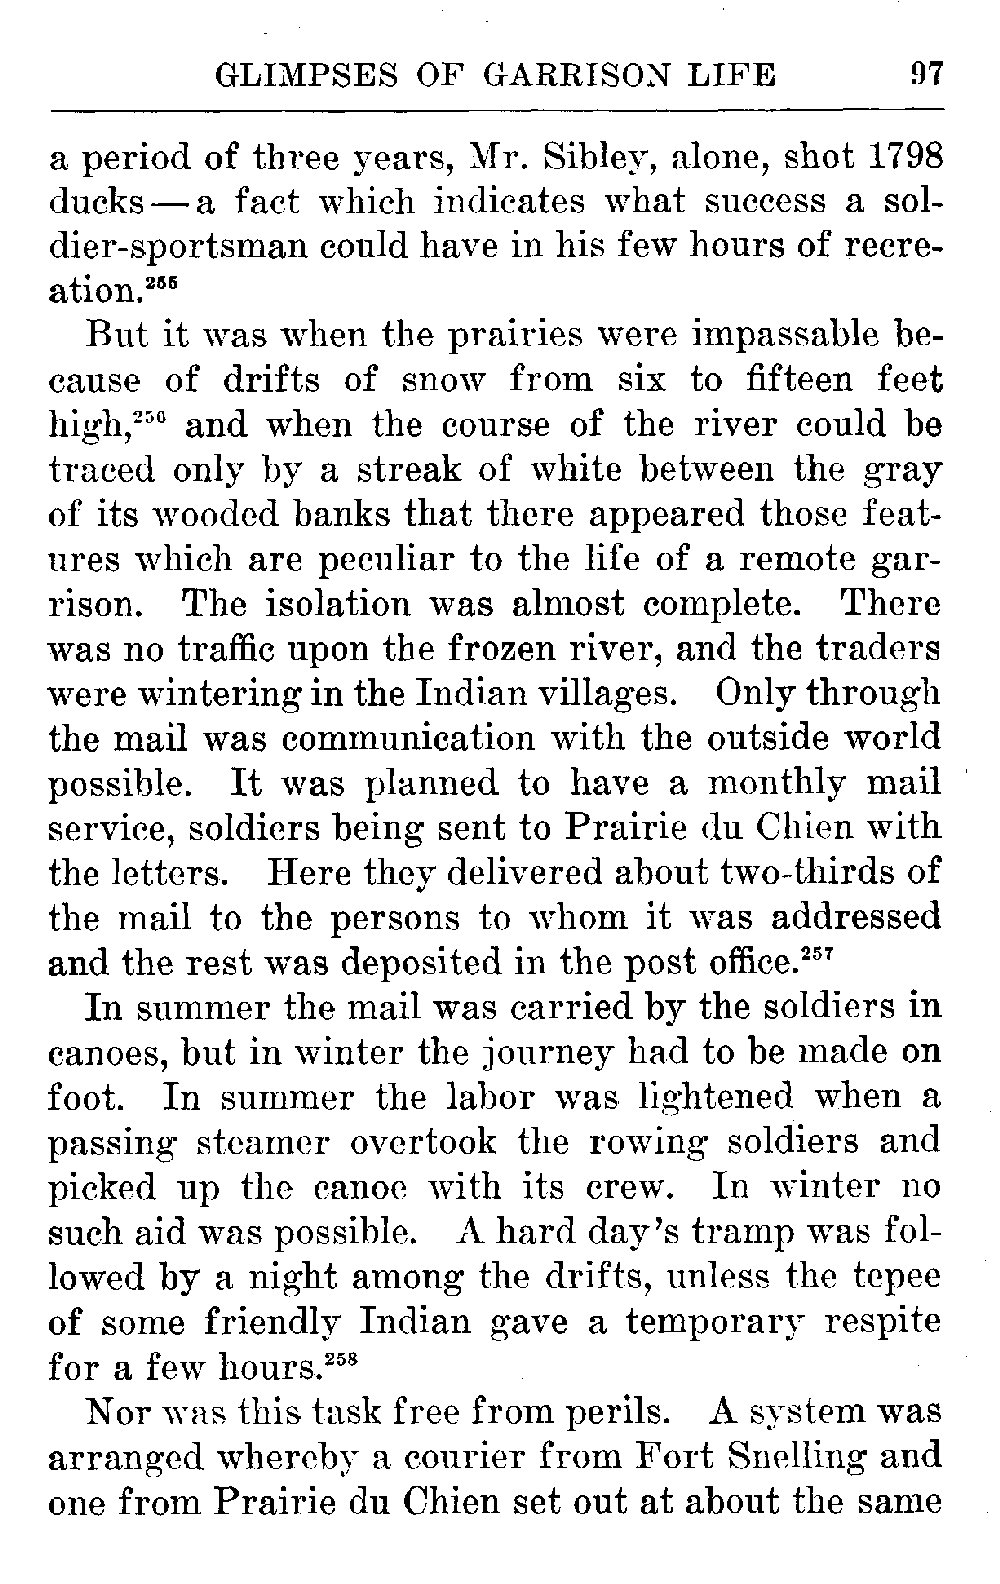 GLIMPSES OF GARRISON LIFE 97
a period of three years, Mr. Sibley, alone, shot 1798
ducks — a fact which indicates what success a sol-
dier-sportsman could have in his few hours of recre-
ation.²⁵⁵
But it was when the prairies were impassable be-
cause of drifts of snow from six to fifteen feet
high,²⁵⁶ and when the course of the river could be
traced only by a streak of white between the gray
of its wooded banks that there appeared those feat-
ures which are peculiar to the life of a remote gar-
rison. The isolation was almost complete. There
was no traffic upon the frozen river, and the traders
were wintering in the Indian villages. Only through
the mail was communication with the outside world
possible. It was planned to have a monthly mail
service, soldiers being sent to Prairie du Chien with
the letters. Here they delivered about two-thirds of
the mail to the persons to whom it was addressed
and the rest was deposited in the post office.²⁵⁷
In summer the mail was carried by the soldiers in
canoes, but in winter the journey had to be made on
foot. In summer the labor was lightened when a
passing steamer overtook the rowing soldiers and
picked up the canoe with its crew. In winter no
such aid was possible. A hard day's tramp was fol-
lowed by a night among the drifts, unless the tepee
of some friendly Indian gave a temporary respite
for a few hours.²⁵⁸
Nor was this task free from perils. A system was
arranged whereby a courier from Fort Snelling and
one from Prairie du Chien set out at about the same